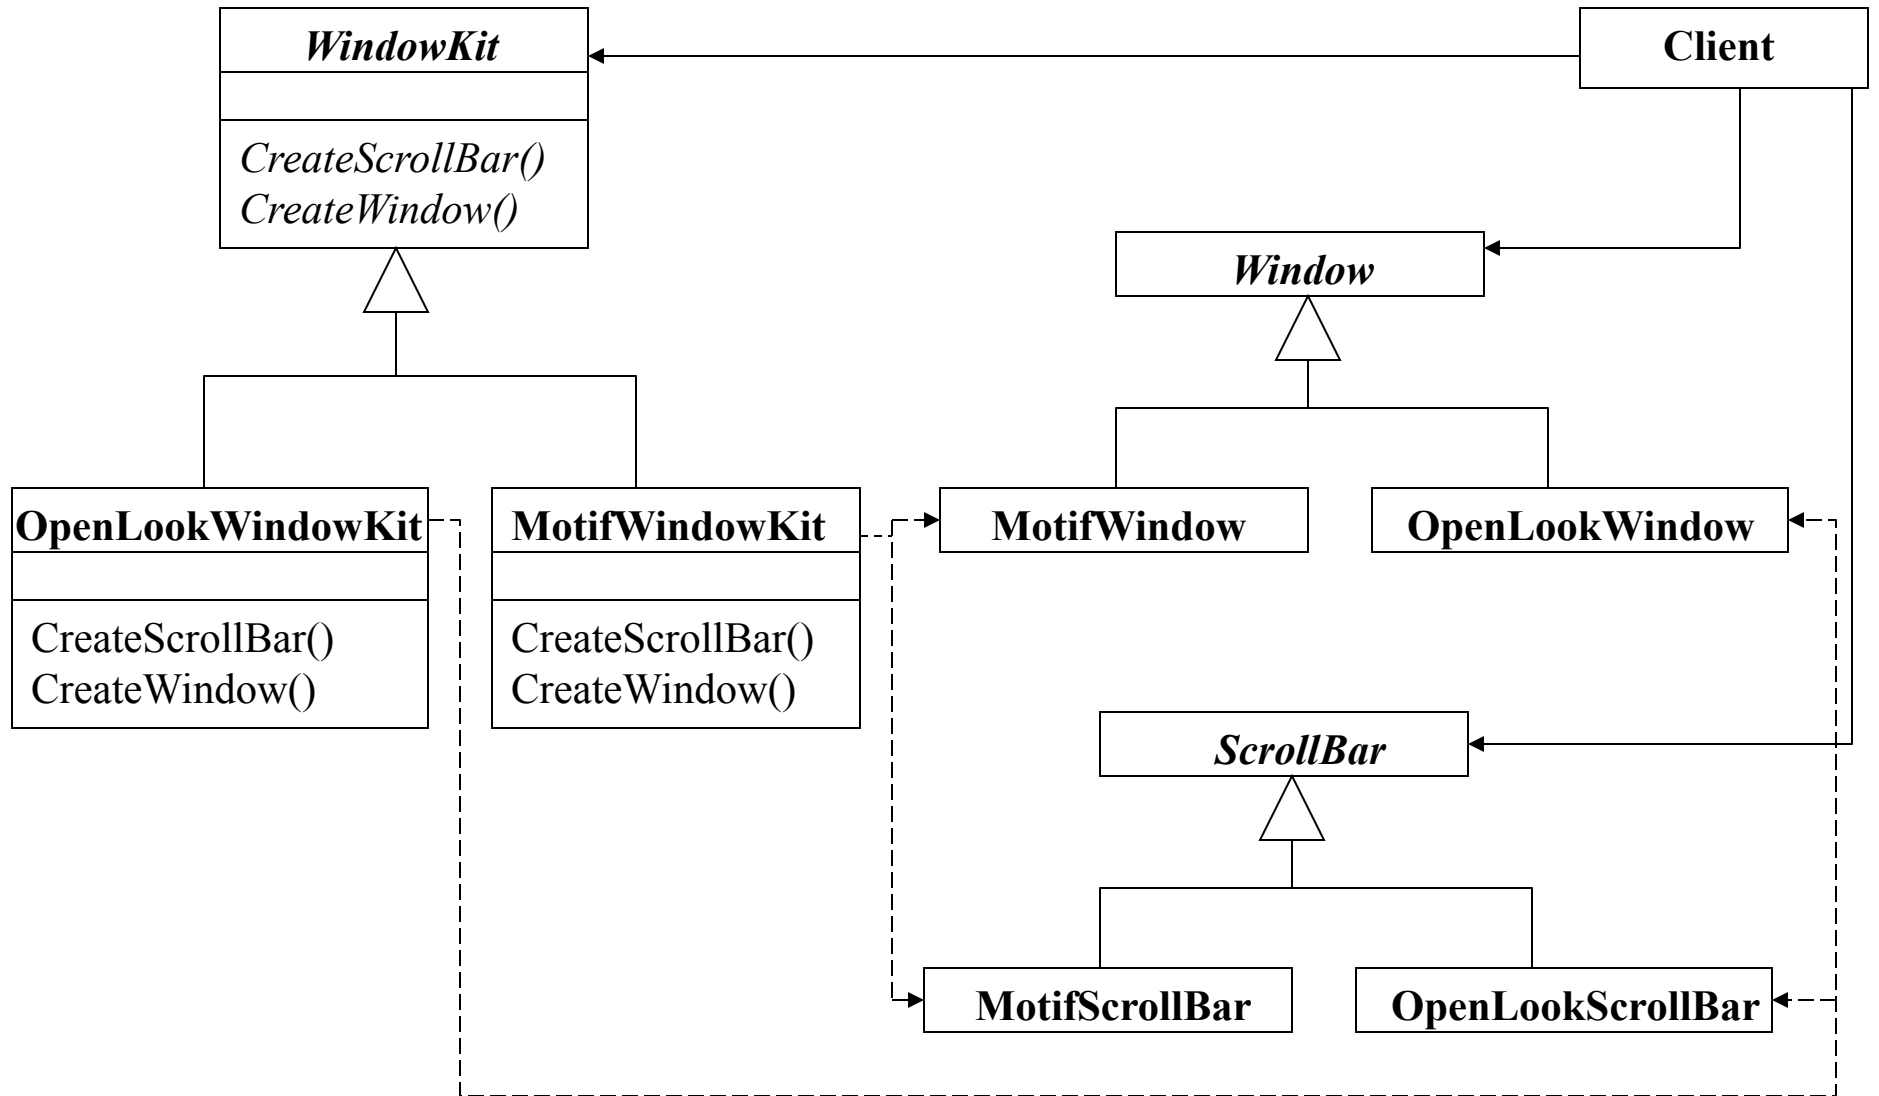 WindowKit
CreateScrollBar()
CreateWindow()
Client
Window
OpenLookWindowKit
CreateScrollBar()
CreateWindow()
MotifWindowKit
CreateScrollBar()
CreateWindow()
MotifWindow
OpenLookWindow
ScrollBar
MotifScrollBar
OpenLookScrollBar